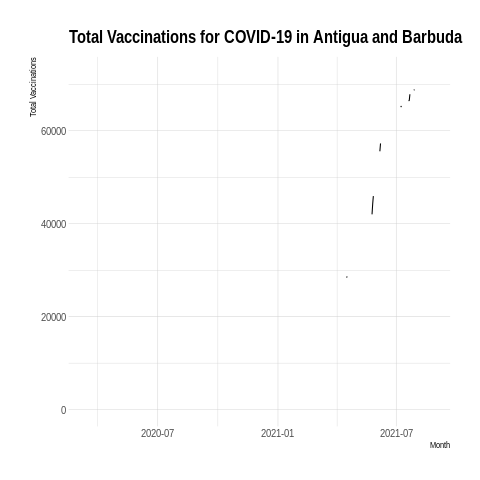 Total Vaccinations for COVID-19 in Antigua and Barbuda
Total Vaccinations
60000
40000
20000
0
2020-07 2021-01 2021-07
Month